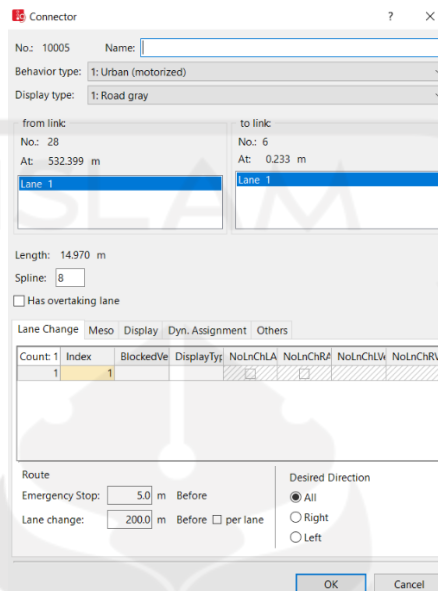 Connector
?
No.: 10005 Name:
Behavior type: 1: Urban (motorized)
Display type: 1: Road gray
from link:
No.: 28
At: 532.399 m
Lane 1
to link:
No.: 6
At: 0.233 m
Lane 1
Length: 14.970 m
Spline: 8
Has overtaking lane
Lane Change Meso Display Dyn. Assignment Others
Count: 1 Index BlockedVe DisplayTyp NoLnChLA NoLnChRA NoLnChLVe NoLnChRV
1 1
Route
Emergency Stop: 5.0 m Before
Lane change: 200.0 m Before per lane
Desired Direction
All
Right
Left
OK Cancel
ISLAM